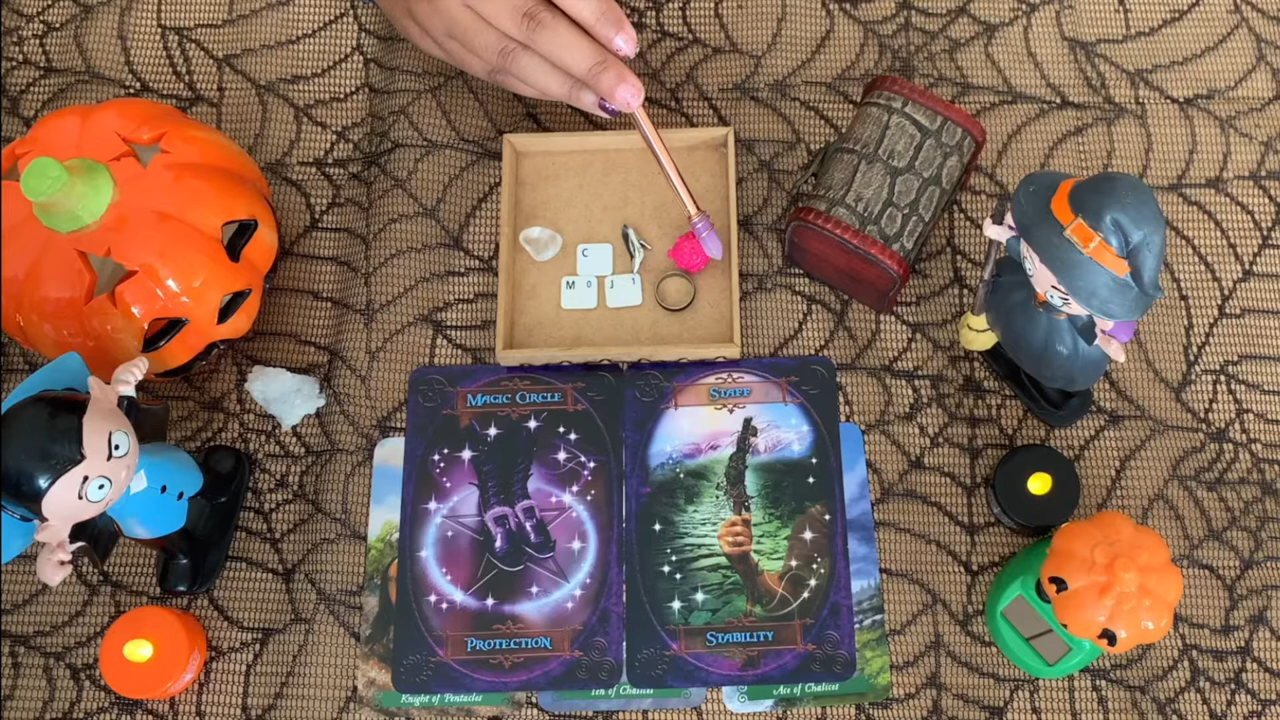 C
M O J 1
MAGIC CIRCLE
STAFF
PROTECTION
STABILITY
Knight of Pentacles
Ten of Chalices
Ace of Chalices